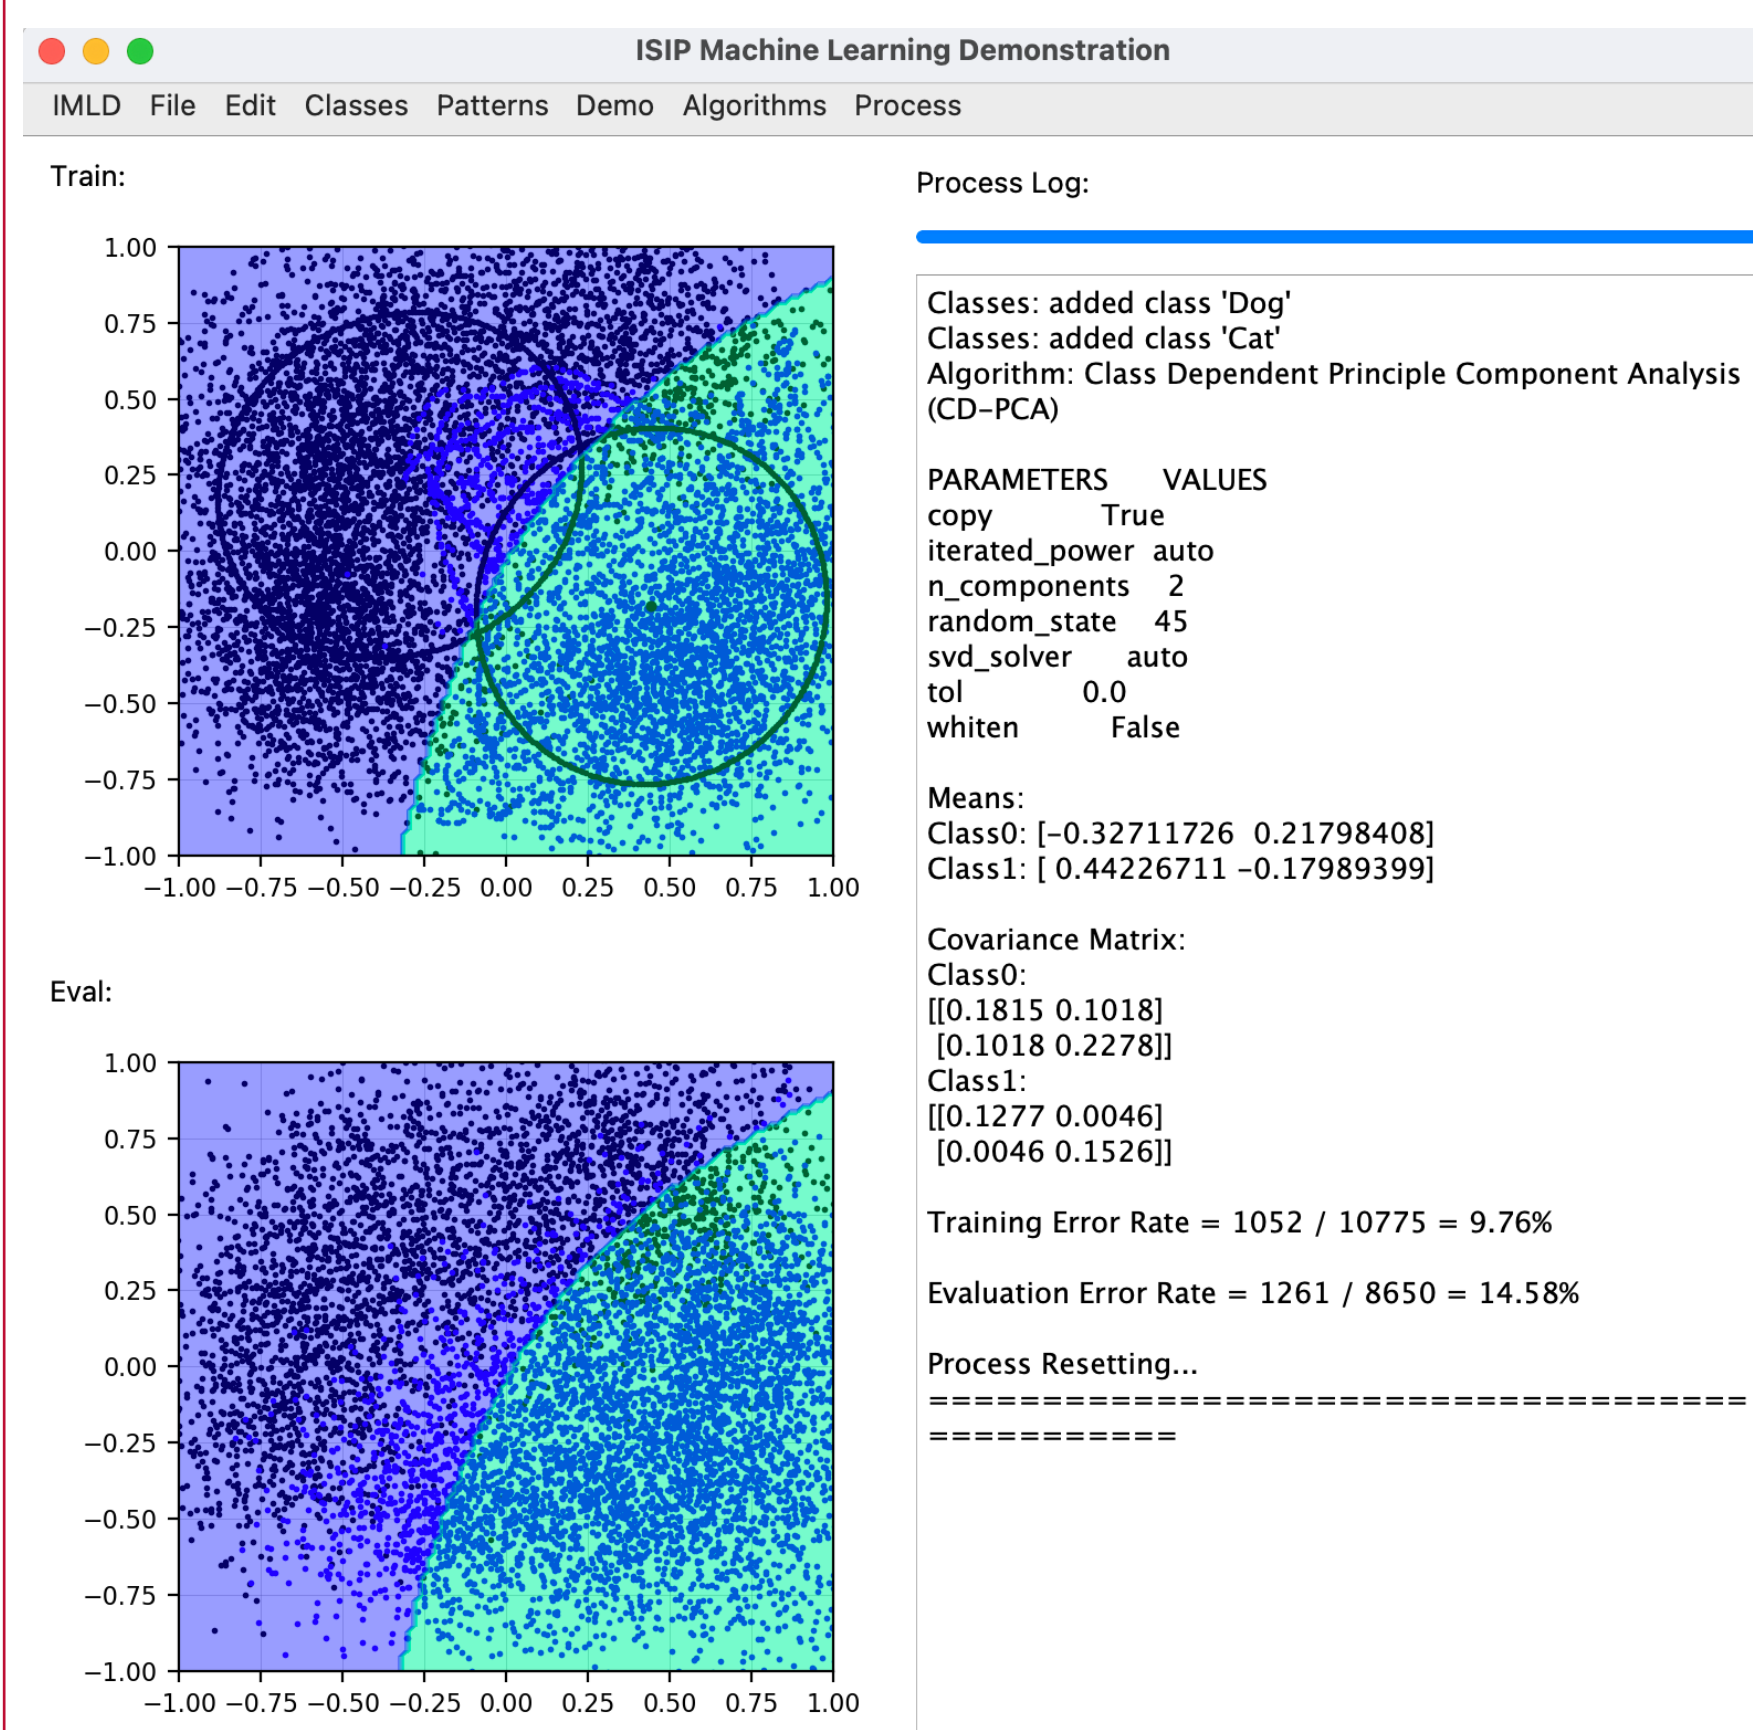 ISIP Machine Learning Demonstration
IMLD File Edit Classes Patterns Demo Algorithms Process
Train:
1.00
0.75
0.50
0.25
0.00
−0.25
−0.50
−0.75
−1.00
−1.00 −0.75 −0.50 −0.25 0.00 0.25 0.50 0.75 1.00
Eval:
1.00
0.75
0.50
0.25
0.00
−0.25
−0.50
−0.75
−1.00
−1.00 −0.75 −0.50 −0.25 0.00 0.25 0.50 0.75 1.00
Process Log:
Classes: added class 'Dog'
Classes: added class 'Cat'
Algorithm: Class Dependent Principle Component Analysis
(CD-PCA)
PARAMETERS VALUES
copy True
iterated_power auto
n_components 2
random_state 45
svd_solver auto
tol 0.0
whiten False
Means:
Class0: [-0.32711726 0.21798408]
Class1: [ 0.44226711 -0.17989399]
Covariance Matrix:
Class0:
[[0.1815 0.1018]
[0.1018 0.2278]]
Class1:
[[0.1277 0.0046]
[0.0046 0.1526]]
Training Error Rate = 1052 / 10775 = 9.76%
Evaluation Error Rate = 1261 / 8650 = 14.58%
Process Resetting...
=================================
===========